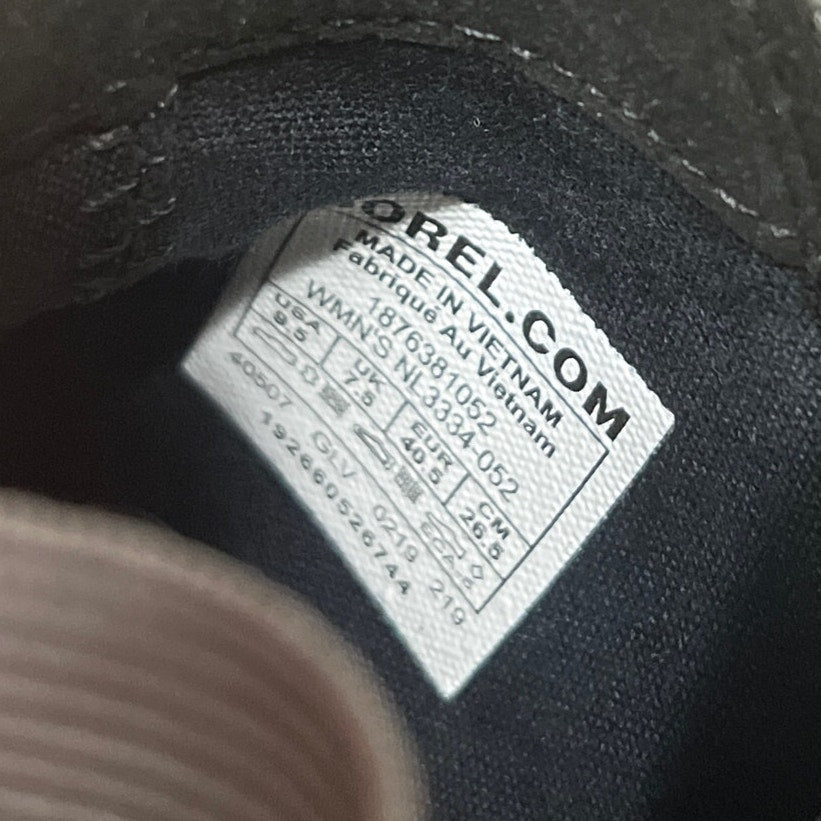 OREL.COM
MADE IN VIETNAM
Fabriqué Au Vietnam
1876381052
WMN'S NL3334-052
USA UK EUR CM
9.5 7.5 40.5 26.5
40507 GLV 0219 219
192660526744